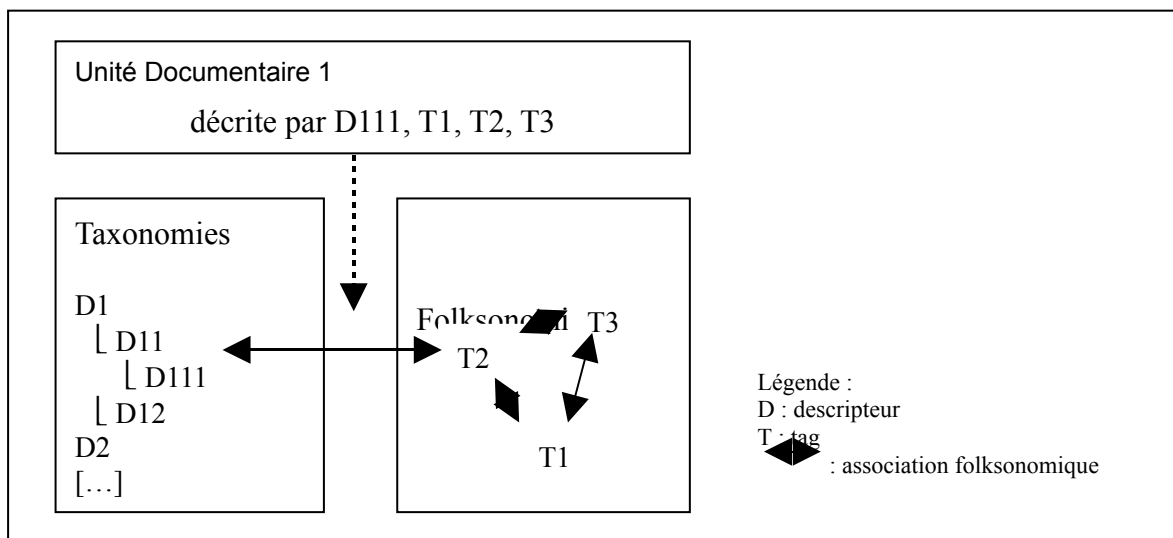 Unité Documentaire 1
décrite par D111, T1, T2, T3
Taxonomies
D1
⎣ D11
⎣ D111
⎣ D12
D2
[…]
T3
T2
T1
Légende :
D : descripteur
T : tag
: association folksonomique